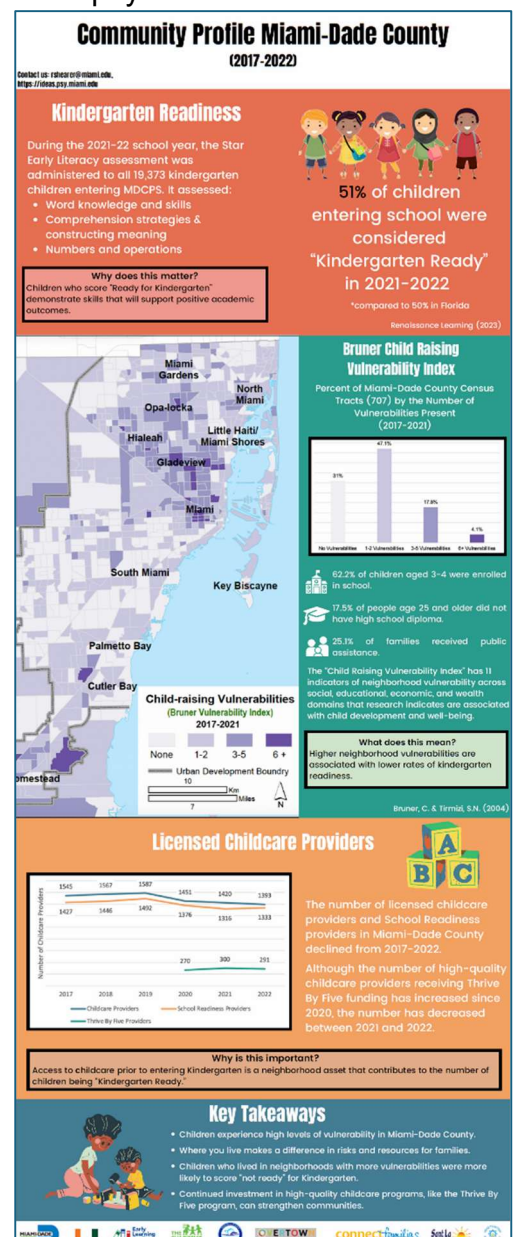 Community Profile Miami-Dade County
(2017-2022)
Contact us: rshearer@miami.edu,
https://ideas.psy.miami.edu
Kindergarten Readiness
During the 2021-22 school year, the Star
Early Literacy assessment was
administered to all 19,373 kindergarten
children entering MDCPS. It assessed:
• Word knowledge and skills
• Comprehension strategies &
constructing meaning
• Numbers and operations
Why does this matter?
Children who score "Ready for Kindergarten"
demonstrate skills that will support positive academic
outcomes.
51% of children
entering school were
considered
"Kindergarten Ready"
in 2021-2022
*compared to 50% in Florida
Renaissance Learning (2023)
Miami
Gardens
North
Miami
Opa-locka
Little Haiti/
Miami Shores
Hialeah
Gladeview
Miami
South Miami
Key Biscayne
Palmetto Bay
Cutler Bay
omestead
Child-raising Vulnerabilities
(Bruner Vulnerability Index)
2017-2021
None 1-2 3-5 6 +
Urban Development Boundry
10
Km
Miles
7
N
Bruner Child Raising
Vulnerability Index
Percent of Miami-Dade County Census
Tracts (707) by the Number of
Vulnerabilities Present
(2017-2021)
31%
47.1%
17.8%
4.1%
No Vulnerabilities 1-2 Vulnerabilities 3-5 Vulnerabilities 6+ Vulnerabilities
62.2% of children aged 3-4 were enrolled
in school.
17.5% of people age 25 and older did not
have high school diploma.
25.1% of families received public
assistance.
The "Child Raising Vulnerability Index" has 11
indicators of neighborhood vulnerability across
social, educational, economic, and wealth
domains that research indicates are associated
with child development and well-being.
What does this mean?
Higher neighborhood vulnerabilities are
associated with lower rates of kindergarten
readiness.
Bruner, C. & Tirmizi, S.N. (2004)
Licensed Childcare Providers
A
B C
Number of Childcare Providers
1545 1567 1587 1451 1420 1393
1427 1446 1492 1376 1316 1333
270 300 291
2017 2018 2019 2020 2021 2022
Childcare Providers School Readiness Providers
Thrive By Five Providers
The number of licensed childcare
providers and School Readiness
providers in Miami-Dade County
declined from 2017-2022.
Although the number of high-quality
childcare providers receiving Thrive
By Five funding has increased since
2020, the number has decreased
between 2021 and 2022.
Why is this important?
Access to childcare prior to entering Kindergarten is a neighborhood asset that contributes to the number of
children being "Kindergarten Ready."
Key Takeaways
• Children experience high levels of vulnerability in Miami-Dade County.
• Where you live makes a difference in risks and resources for families.
• Children who lived in neighborhoods with more vulnerabilities were more
likely to score "not ready" for Kindergarten.
• Continued investment in high-quality childcare programs, like the Thrive By
Five program, can strengthen communities.
MIAMI-DADE
Early
Learning
THE
OVERTOWN
connect families